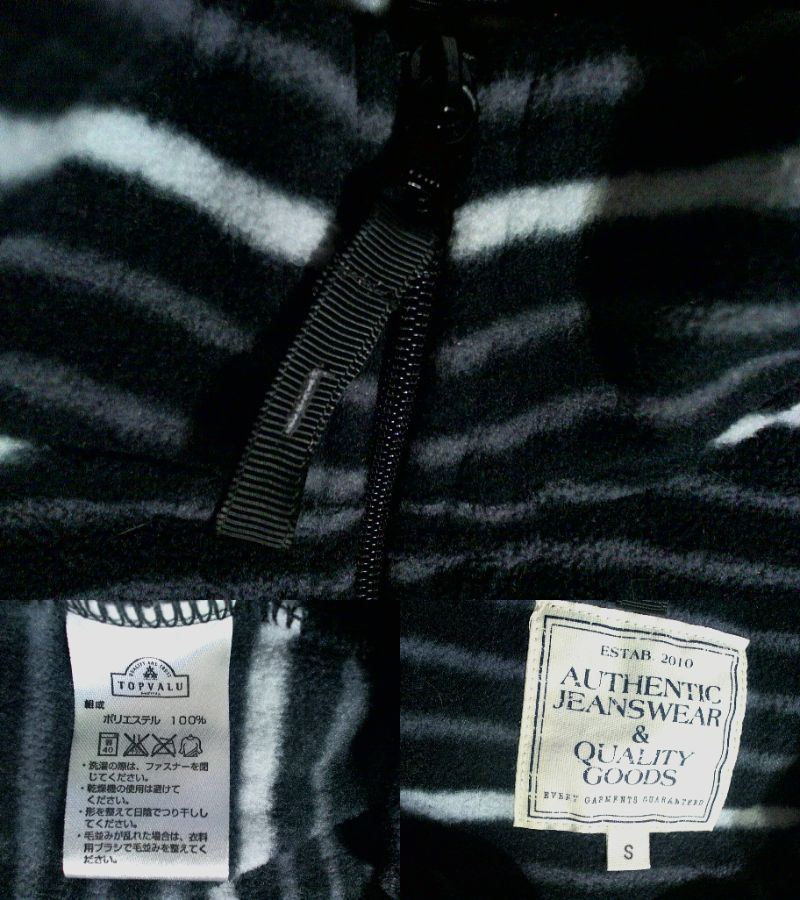 TOPVALU
組成
ポリエステル 100%
40
・洗濯の際は、ファスナーを閉
じてください。
・乾燥機の使用は避けて
ください。
・形を整えて日陰でつり干しし
てください。
・毛並みが乱れた場合は、衣料
用ブラシで毛並みを整えてく
ださい。
ESTAB 2010
AUTHENTIC
JEANSWEAR
&
QUALITY
GOODS
EVERY GARMENTS GUARANTEED
S